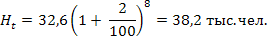 Hₜ = 32,6(1 + 2/100)⁸ = 38,2 тыс.чел.